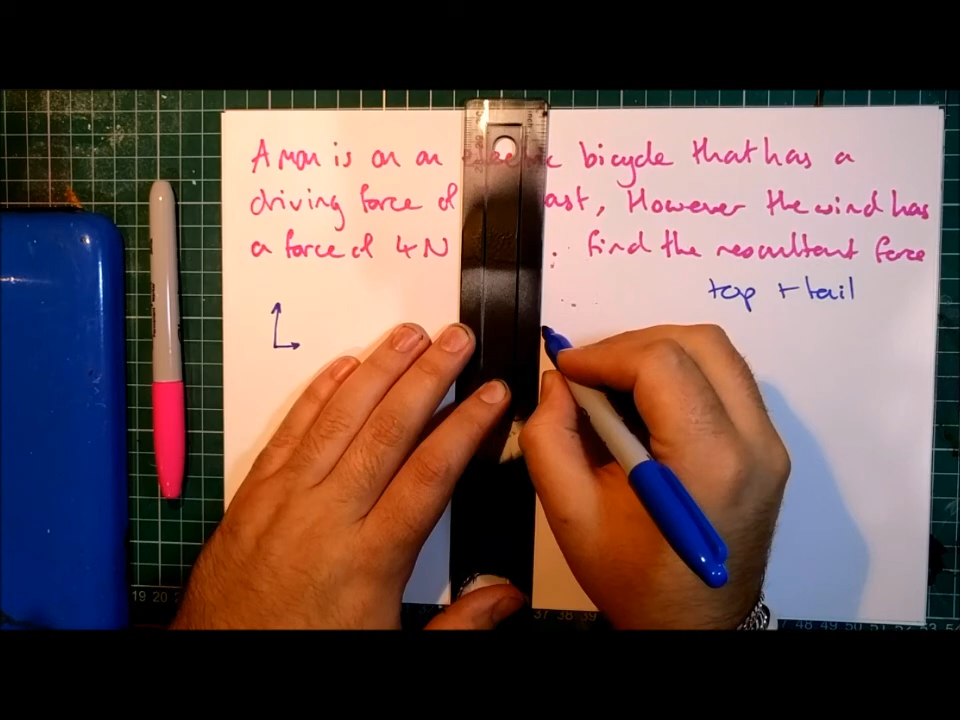 A man is on an electric bicycle that has a
driving force of ast, However the wind has
a force of 4N . find the resultant force
top + tail